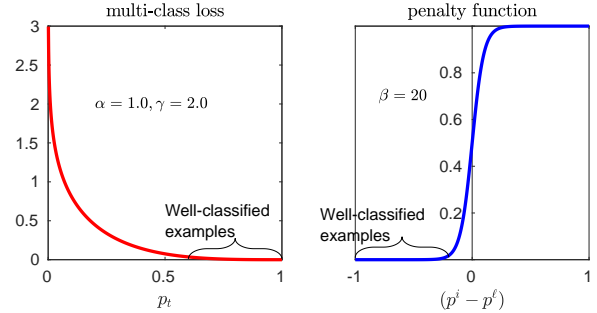 multi-class loss
3
2.5
2
1.5
1
0.5
0
α = 1.0, γ = 2.0
Well-classified
examples
0
0.5
1
p_t
penalty function
β = 20
0.8
0.6
0.4
0.2
Well-classified
examples
-1
0
1
(p^i − p^ℓ)